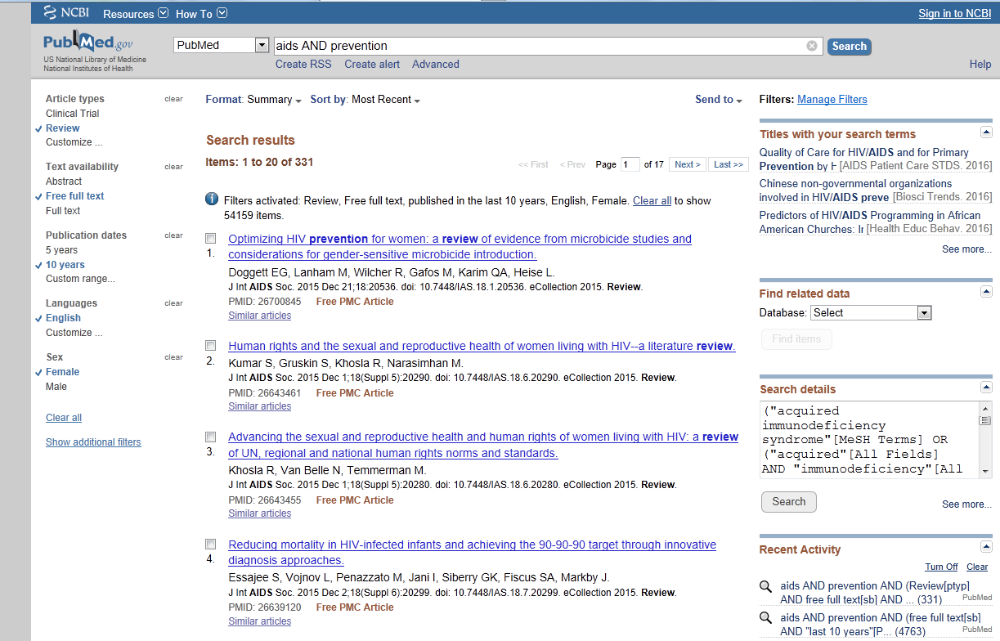 NCBI Resources How To Sign in to NCBI
PubMed.gov
US National Library of Medicine
National Institutes of Health
PubMed aids AND prevention Search
Create RSS Create alert Advanced Help
Article types clear
Clinical Trial
Review
Customize ...
Text availability clear
Abstract
Free full text
Full text
Publication dates clear
5 years
10 years
Custom range...
Languages clear
English
Customize ...
Sex clear
Female
Male
Clear all
Show additional filters
Format: Summary Sort by: Most Recent Send to
Search results
Items: 1 to 20 of 331
<< First < Prev Page 1 of 17 Next > Last >>
Filters activated: Review, Free full text, published in the last 10 years, English, Female. Clear all to show
54159 items.
Optimizing HIV prevention for women: a review of evidence from microbicide studies and
1. considerations for gender-sensitive microbicide introduction.
Doggett EG, Lanham M, Wilcher R, Gafos M, Karim QA, Heise L.
J Int AIDS Soc. 2015 Dec 21;18:20536. doi: 10.7448/IAS.18.1.20536. eCollection 2015. Review.
PMID: 26700845 Free PMC Article
Similar articles
Human rights and the sexual and reproductive health of women living with HIV--a literature review.
2. Kumar S, Gruskin S, Khosla R, Narasimhan M.
J Int AIDS Soc. 2015 Dec 1;18(Suppl 5):20290. doi: 10.7448/IAS.18.6.20290. eCollection 2015. Review.
PMID: 26643461 Free PMC Article
Similar articles
Advancing the sexual and reproductive health and human rights of women living with HIV: a review
3. of UN, regional and national human rights norms and standards.
Khosla R, Van Belle N, Temmerman M.
J Int AIDS Soc. 2015 Dec 1;18(Suppl 5):20280. doi: 10.7448/IAS.18.6.20280. eCollection 2015. Review.
PMID: 26643455 Free PMC Article
Similar articles
Reducing mortality in HIV-infected infants and achieving the 90-90-90 target through innovative
4. diagnosis approaches.
Essajee S, Vojnov L, Penazzato M, Jani I, Siberry GK, Fiscus SA, Markby J.
J Int AIDS Soc. 2015 Dec 2;18(Suppl 6):20299. doi: 10.7448/IAS.18.7.20299. eCollection 2015. Review.
PMID: 26639120 Free PMC Article
Similar articles
Filters: Manage Filters
Titles with your search terms
Quality of Care for HIV/AIDS and for Primary
Prevention by H [AIDS Patient Care STDS. 2016]
Chinese non-governmental organizations
involved in HIV/AIDS preve [Biosci Trends. 2016]
Predictors of HIV/AIDS Programming in African
American Churches: Ir [Health Educ Behav. 2016]
See more...
Find related data
Database: Select
Find items
Search details
("acquired
immunodeficiency
syndrome"[MeSH Terms] OR
("acquired"[All Fields]
AND "immunodeficiency"[All
Search See more...
Recent Activity
Turn Off Clear
aids AND prevention AND (Review[ptyp]
AND free full text[sb] AND ... (331) PubMed
aids AND prevention AND (free full text[sb]
AND "last 10 years"[P... (4763) PubMed